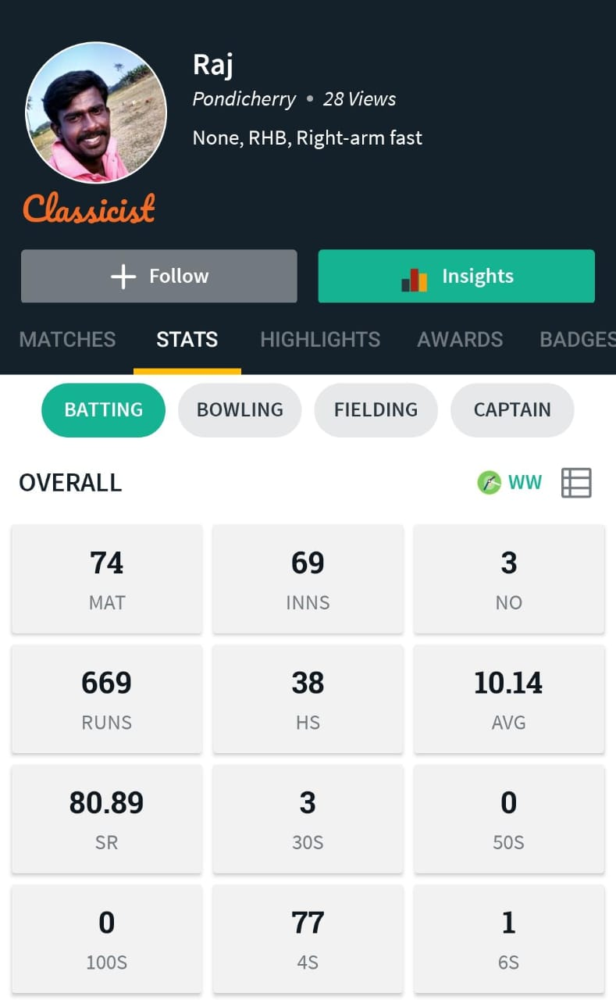 Raj
Pondicherry • 28 Views
None, RHB, Right-arm fast
Classicist
+ Follow
Insights
MATCHES STATS HIGHLIGHTS AWARDS BADGES
BATTING BOWLING FIELDING CAPTAIN
OVERALL WW
74 69 3
MAT INNS NO
669 38 10.14
RUNS HS AVG
80.89 3 0
SR 30S 50S
0 77 1
100S 4S 6S